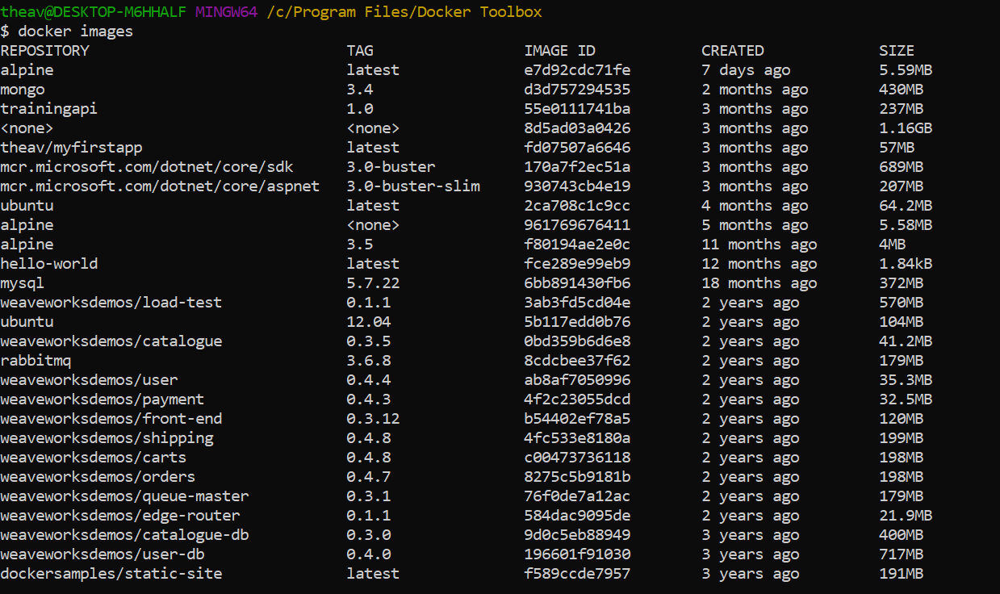 theav@DESKTOP-M6HHALF MINGW64 /c/Program Files/Docker Toolbox
$ docker images
REPOSITORY TAG IMAGE ID CREATED SIZE
alpine latest e7d92cdc71fe 7 days ago 5.59MB
mongo 3.4 d3d757294535 2 months ago 430MB
trainingapi 1.0 55e0111741ba 3 months ago 237MB
<none> <none> 8d5ad03a0426 3 months ago 1.16GB
theav/myfirstapp latest fd07507a6646 3 months ago 57MB
mcr.microsoft.com/dotnet/core/sdk 3.0-buster 170a7f2ec51a 3 months ago 689MB
mcr.microsoft.com/dotnet/core/aspnet 3.0-buster-slim 930743cb4e19 3 months ago 207MB
ubuntu latest 2ca708c1c9cc 4 months ago 64.2MB
alpine <none> 961769676411 5 months ago 5.58MB
alpine 3.5 f80194ae2e0c 11 months ago 4MB
hello-world latest fce289e99eb9 12 months ago 1.84kB
mysql 5.7.22 6bb891430fb6 18 months ago 372MB
weaveworksdemos/load-test 0.1.1 3ab3fd5cd04e 2 years ago 570MB
ubuntu 12.04 5b117edd0b76 2 years ago 104MB
weaveworksdemos/catalogue 0.3.5 0bd359b6d6e8 2 years ago 41.2MB
rabbitmq 3.6.8 8cdcbee37f62 2 years ago 179MB
weaveworksdemos/user 0.4.4 ab8af7050996 2 years ago 35.3MB
weaveworksdemos/payment 0.4.3 4f2c23055dcd 2 years ago 32.5MB
weaveworksdemos/front-end 0.3.12 b54402ef78a5 2 years ago 120MB
weaveworksdemos/shipping 0.4.8 4fc533e8180a 2 years ago 199MB
weaveworksdemos/carts 0.4.8 c00473736118 2 years ago 198MB
weaveworksdemos/orders 0.4.7 8275c5b9181b 2 years ago 198MB
weaveworksdemos/queue-master 0.3.1 76f0de7a12ac 2 years ago 179MB
weaveworksdemos/edge-router 0.1.1 584dac9095de 2 years ago 21.9MB
weaveworksdemos/catalogue-db 0.3.0 9d0c5eb88949 3 years ago 400MB
weaveworksdemos/user-db 0.4.0 196601f91030 3 years ago 717MB
dockersamples/static-site latest f589ccde7957 3 years ago 191MB